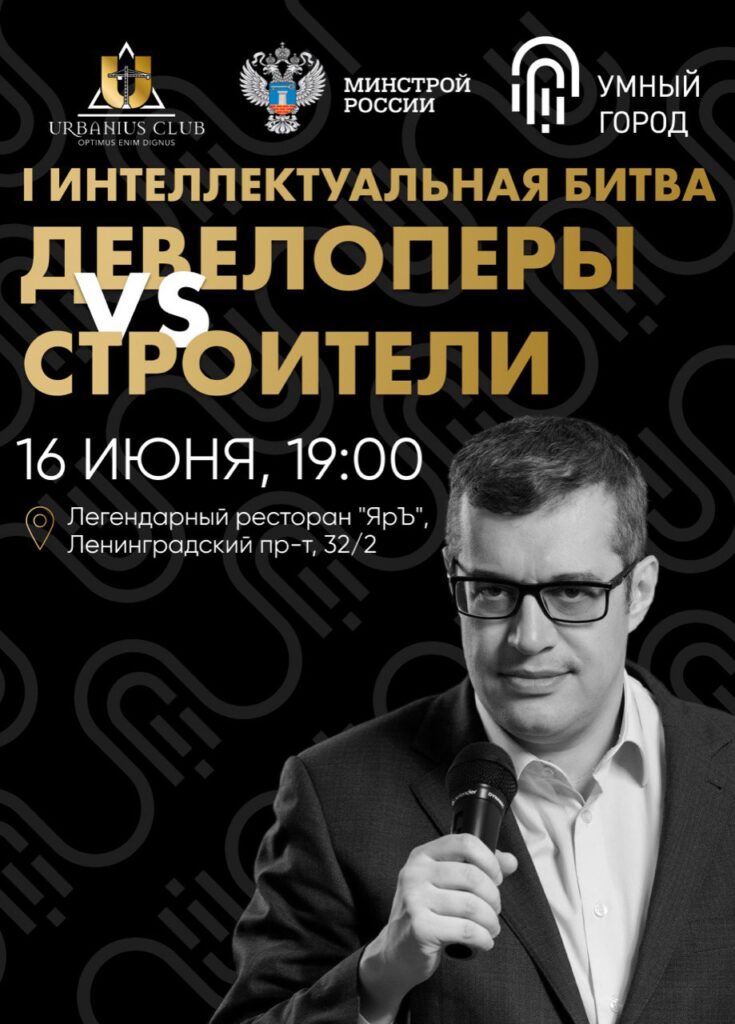 URBANIUS CLUB
OPTIMUS ENIM DIGNUS
МИНСТРОЙ
РОССИИ
УМНЫЙ
ГОРОД
I ИНТЕЛЛЕКТУАЛЬНАЯ БИТВА
ДЕВЕЛОПЕРЫ
VS
СТРОИТЕЛИ
16 ИЮНЯ, 19:00
Легендарный ресторан "ЯрЪ",
Ленинградский пр-т, 32/2